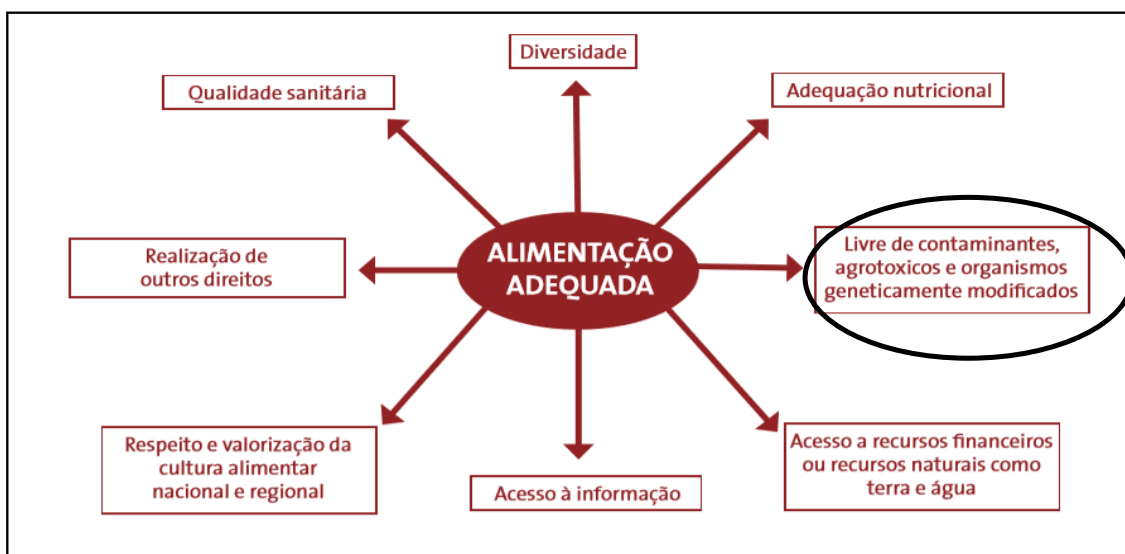 Diversidade
Qualidade sanitária
Adequação nutricional
Realização de
outros direitos
ALIMENTAÇÃO
ADEQUADA
Livre de contaminantes,
agrotoxicos e organismos
geneticamente modificados
Respeito e valorização da
cultura alimentar
nacional e regional
Acesso à informação
Acesso a recursos financeiros
ou recursos naturais como
terra e água